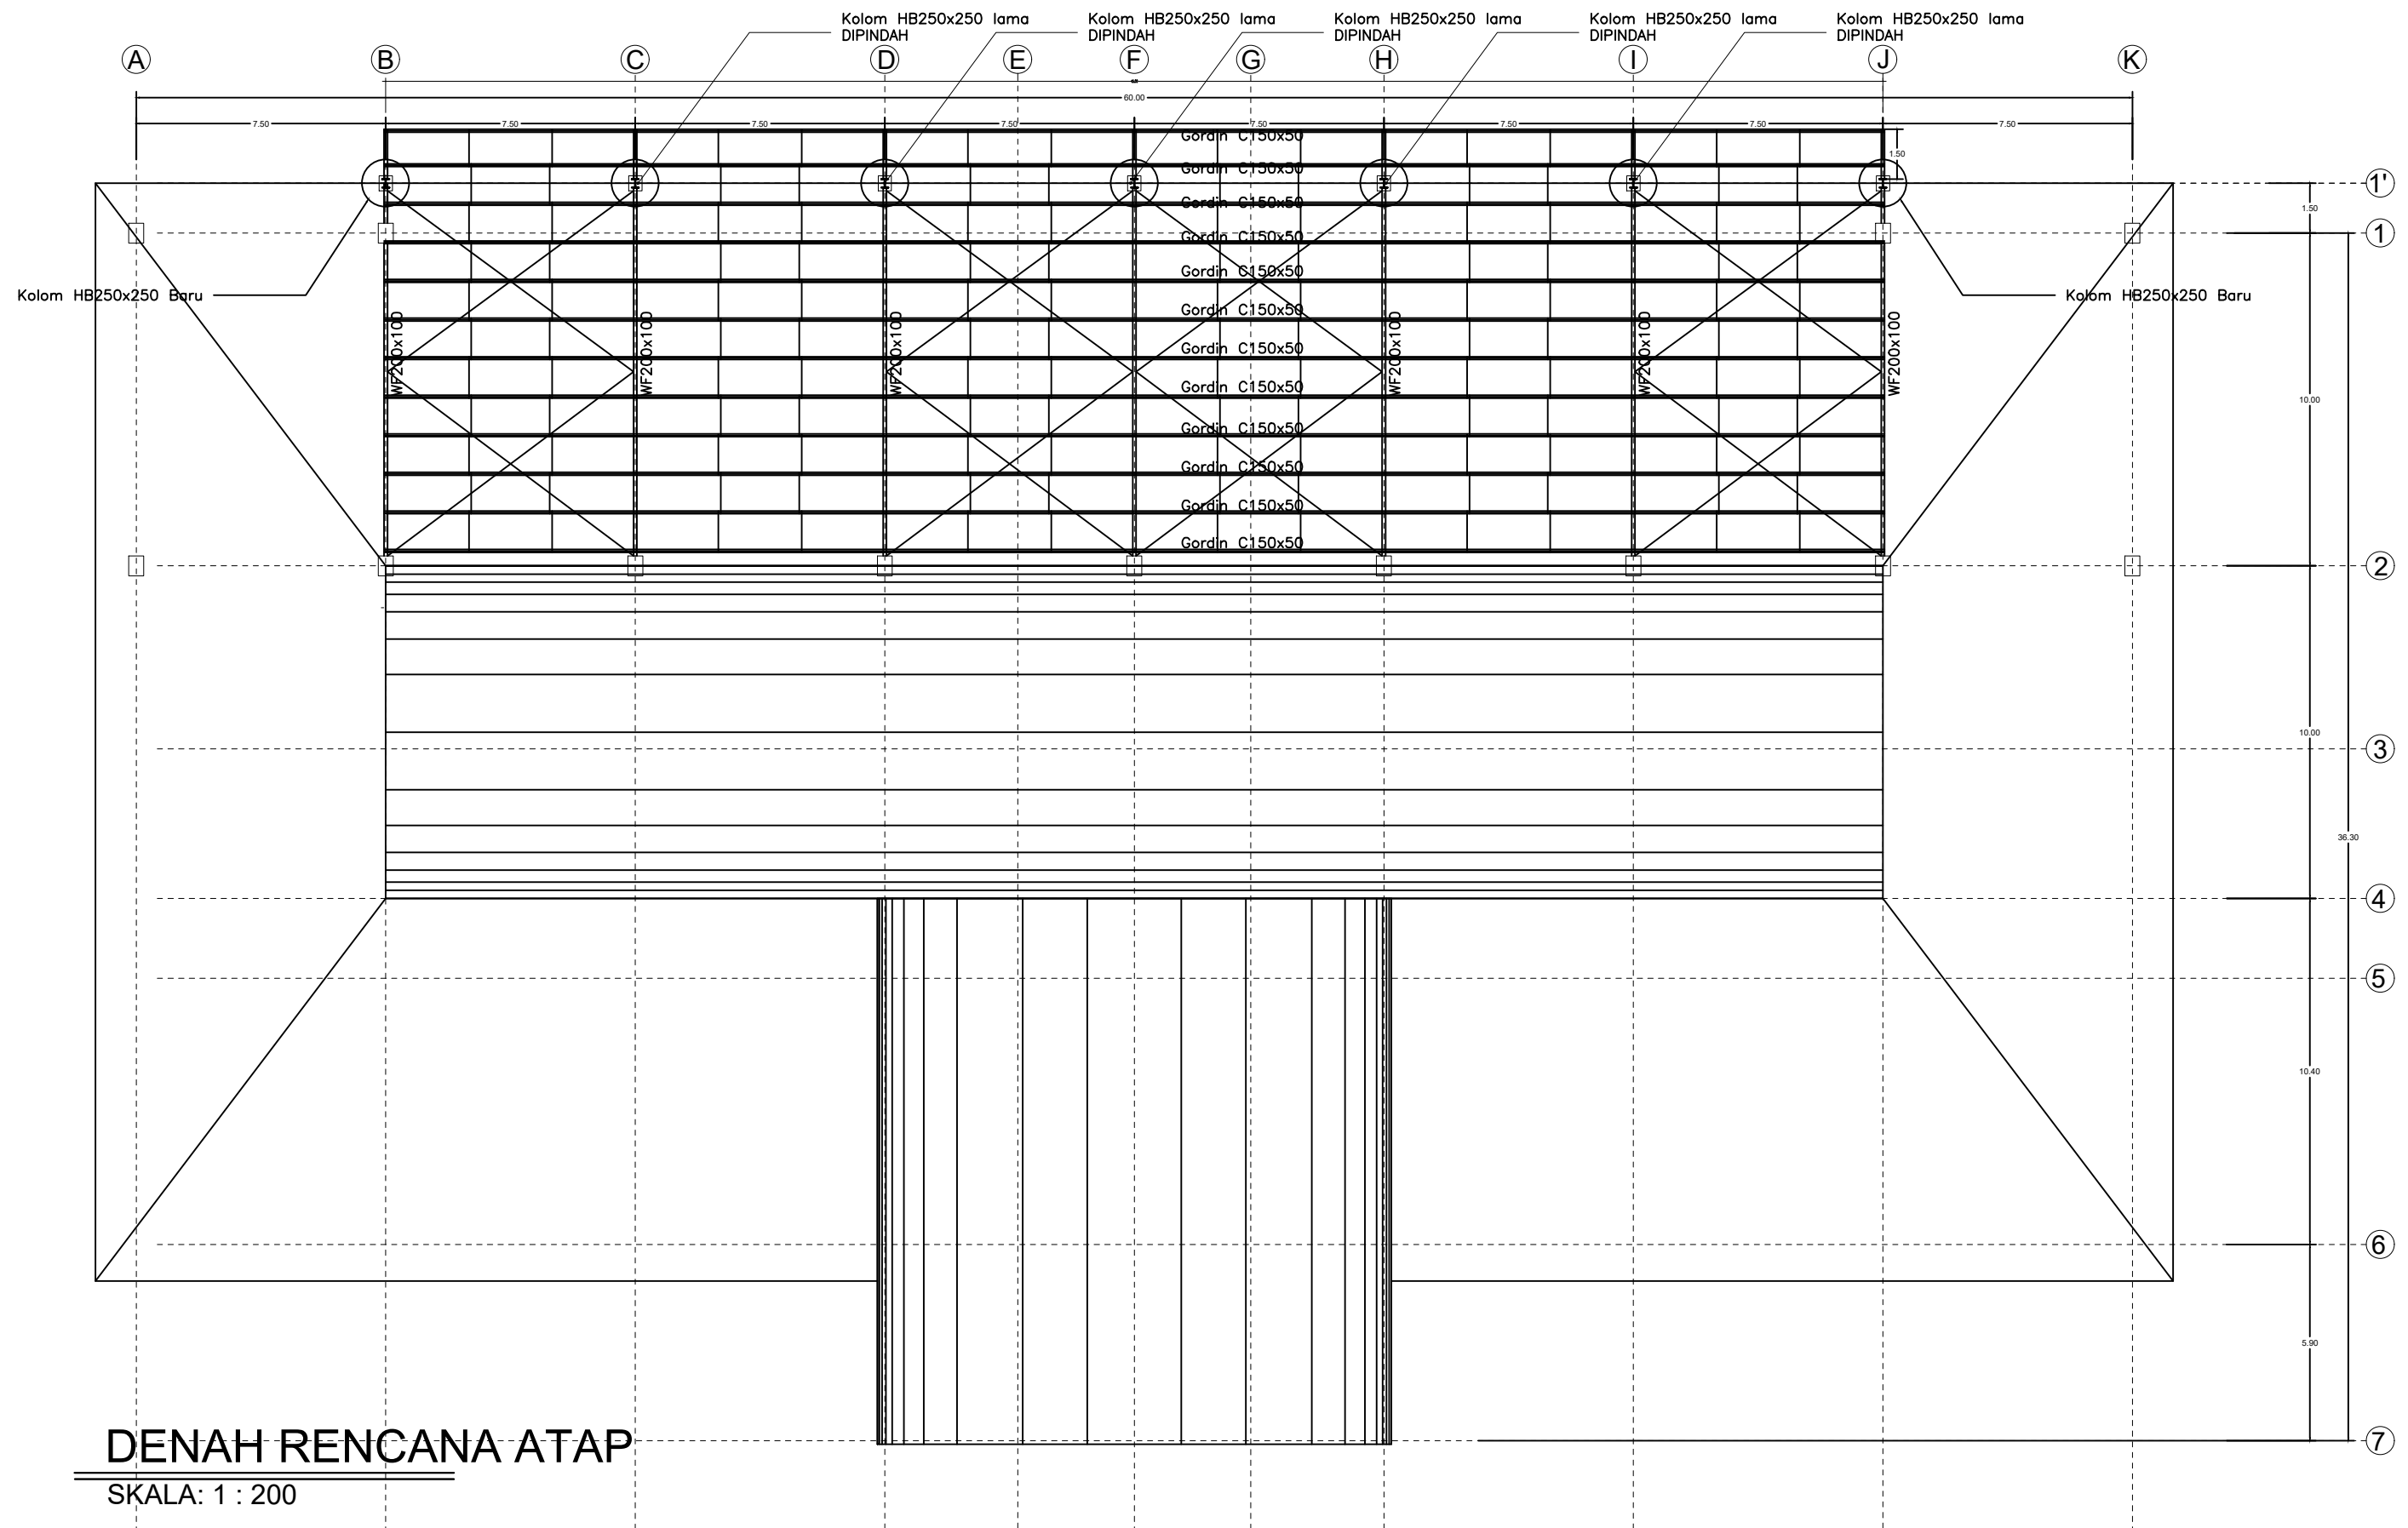 Kolom HB250x250 lama
DIPINDAH
Kolom HB250x250 lama
DIPINDAH
Kolom HB250x250 lama
DIPINDAH
Kolom HB250x250 lama
DIPINDAH
Kolom HB250x250 lama
DIPINDAH
A B C D E F G H I J K
60.00
7.50 7.50 7.50 7.50 7.50 7.50 7.50 7.50
Gordin C150x50
1.50
Gordin C150x50
1'
Gordin C150x50
1.50
1
Gordin C150x50
Gordin C150x50
Kolom HB250x250 Baru
Kolom HB250x250 Baru
Gordin C150x50
WF200x100 WF200x100 WF200x100 WF200x100 WF200x100 WF200x100
Gordin C150x50
Gordin C150x50
10.00
Gordin C150x50
Gordin C150x50
Gordin C150x50
Gordin C150x50
2
10.00
3
36.30
4
5
10.40
6
5.90
7
DENAH RENCANA ATAP
SKALA: 1 : 200